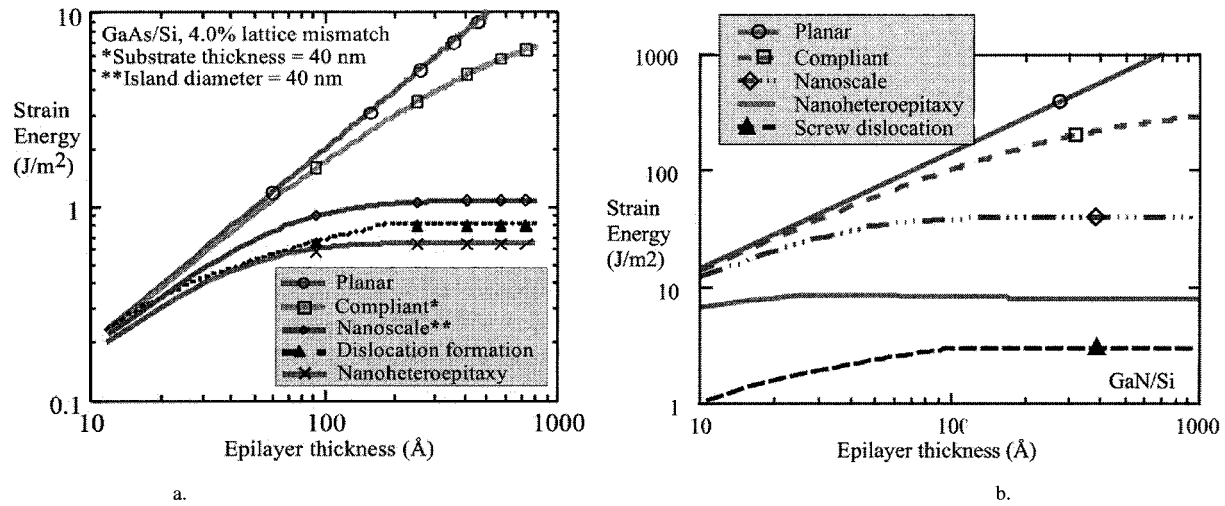 10
GaAs/Si, 4.0% lattice mismatch
*Substrate thickness = 40 nm
**Island diameter = 40 nm
Strain
Energy
(J/m2)
1
0.1
Planar
Compliant*
Nanoscale**
Dislocation formation
Nanoheteroepitaxy
10
100
1000
Epilayer thickness (Å)
a.
Planar
Compliant
Nanoscale
Nanoheteroepitaxy
Screw dislocation
1000
100
Strain
Energy
(J/m2)
10
1
GaN/Si
10
1000
Epilayer thickness (Å)
b.